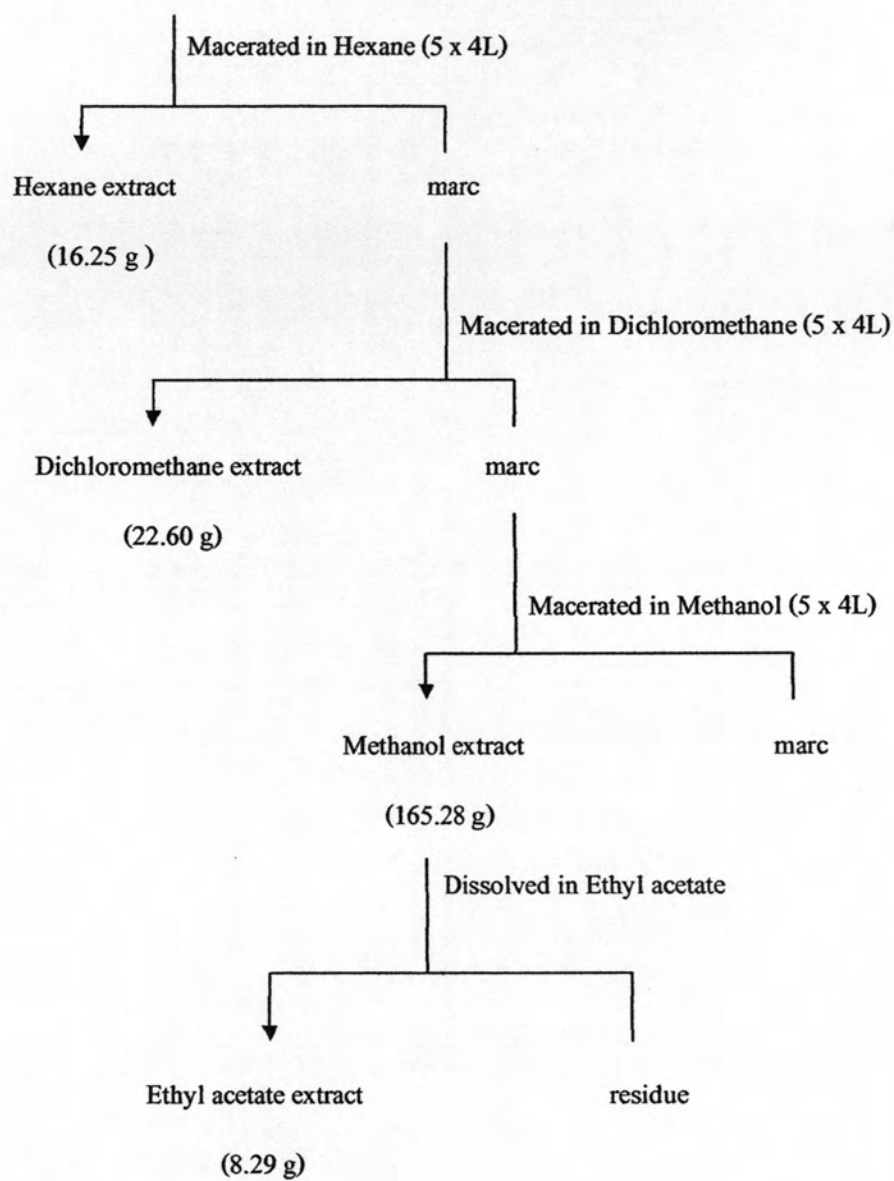 Macerated in Hexane (5 x 4L)
Hexane extract
marc
(16.25 g )
Macerated in Dichloromethane (5 x 4L)
Dichloromethane extract
marc
(22.60 g)
Macerated in Methanol (5 x 4L)
Methanol extract
marc
(165.28 g)
Dissolved in Ethyl acetate
Ethyl acetate extract
residue
(8.29 g)